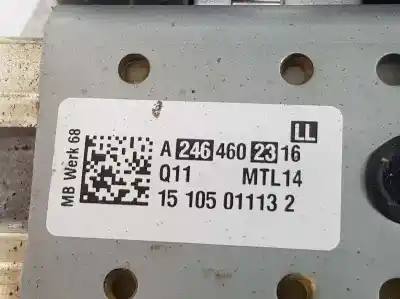 MB Werk 68
LL
A 246 460 23 16
Q11 MTL14
15 105 01113 2